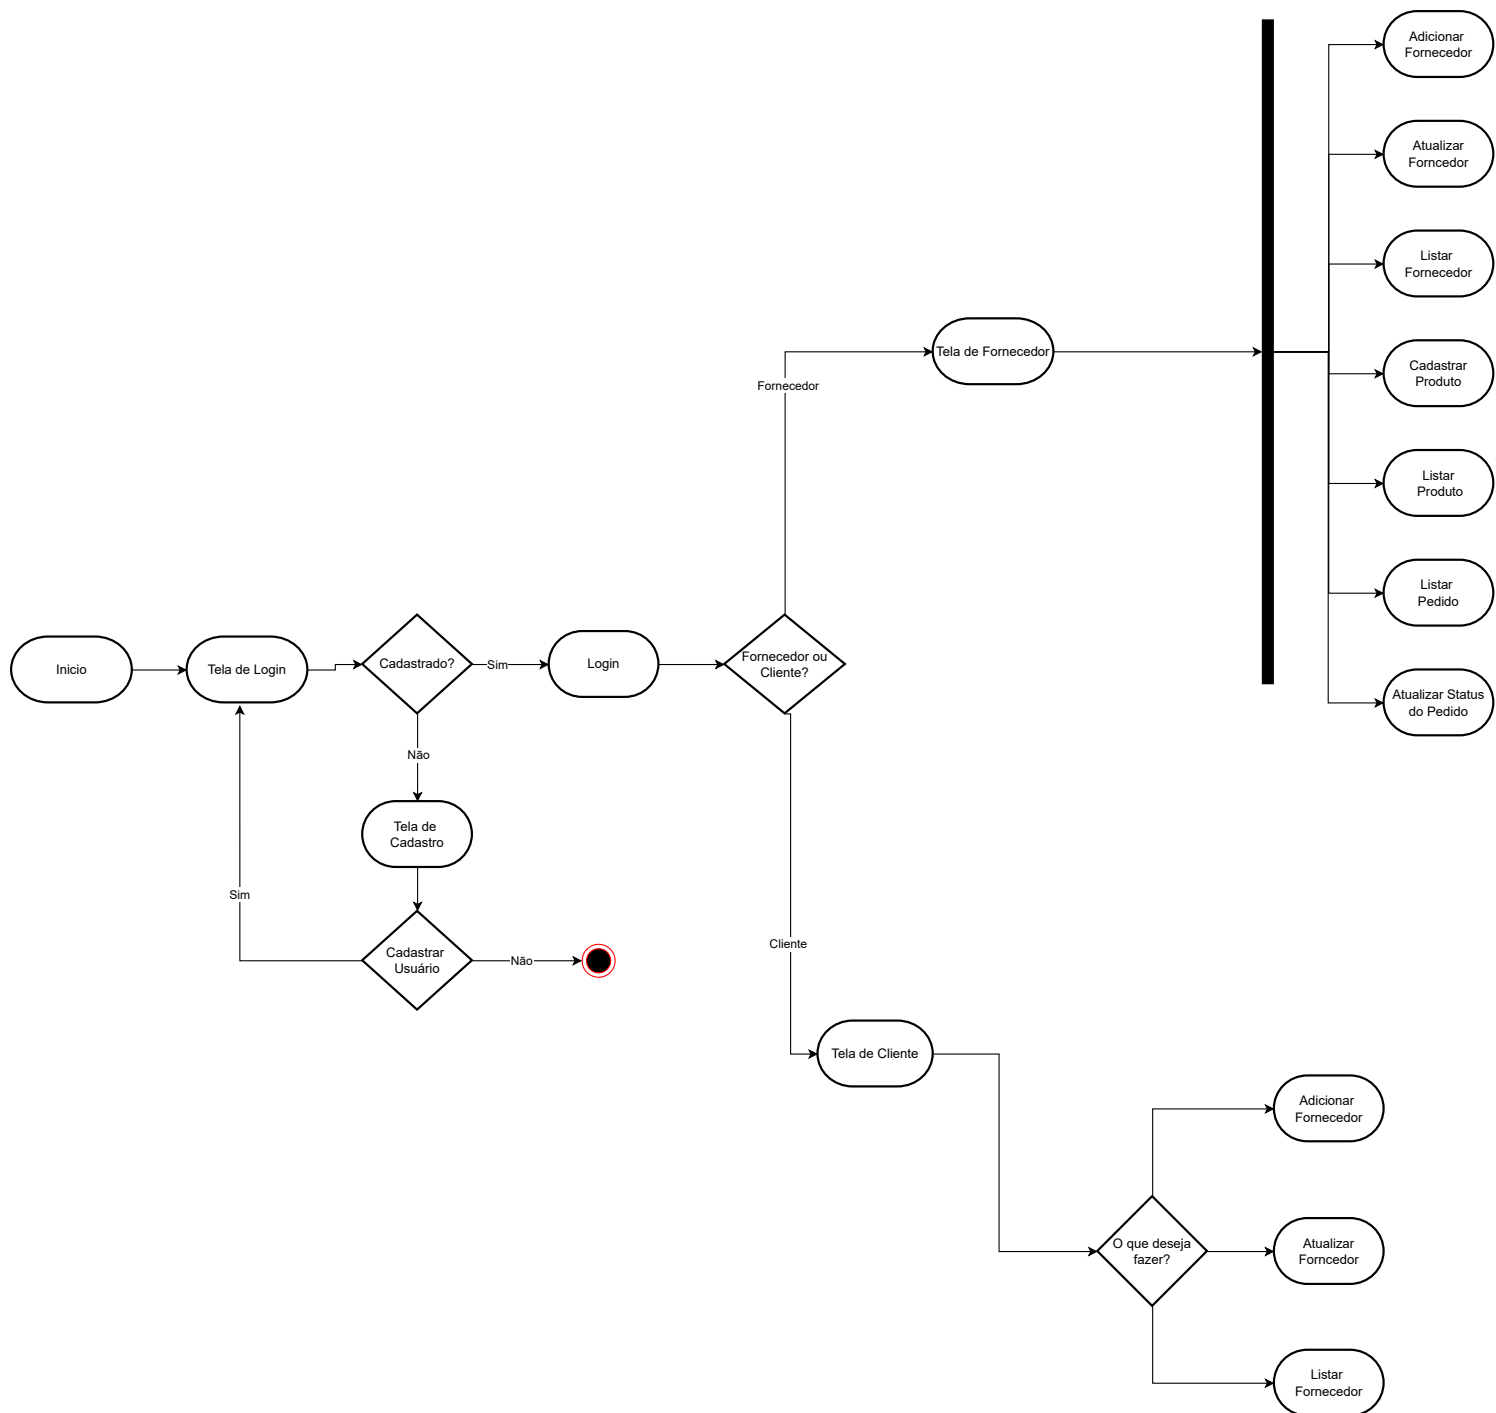 Adicionar
Fornecedor
Atualizar
Forncedor
Listar
Fornecedor
Tela de Fornecedor
Cadastrar
Produto
Fornecedor
Listar
Produto
Listar
Pedido
Inicio
Tela de Login
Cadastrado?
Sim
Login
Fornecedor ou
Cliente?
Atualizar Status
do Pedido
Não
Tela de
Cadastro
Sim
Cadastrar
Usuário
Não
Cliente
Tela de Cliente
Adicionar
Fornecedor
O que deseja
fazer?
Atualizar
Forncedor
Listar
Fornecedor